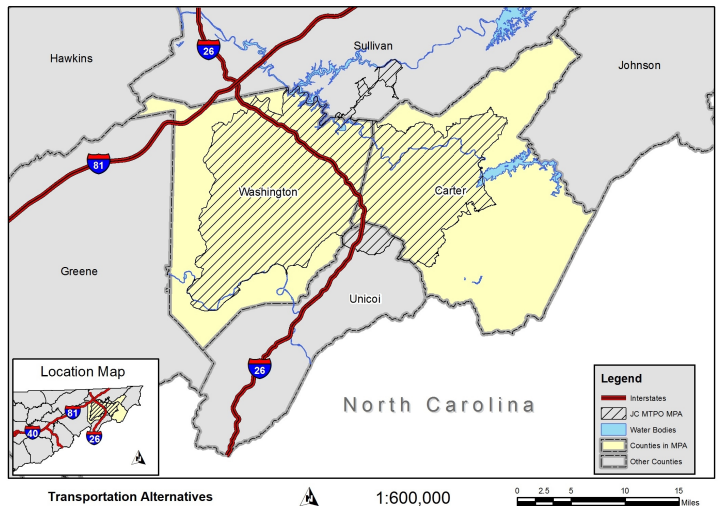 Hawkins
26
Sullivan
Johnson
81
Washington
Carter
Greene
Unicoi
26
North Carolina
Location Map
81
40
26
Legend
Interstates
JC MTPO MPA
Water Bodies
Counties in MPA
Other Counties
Transportation Alternatives
N
1:600,000
0 2.5 5 10 15
Miles